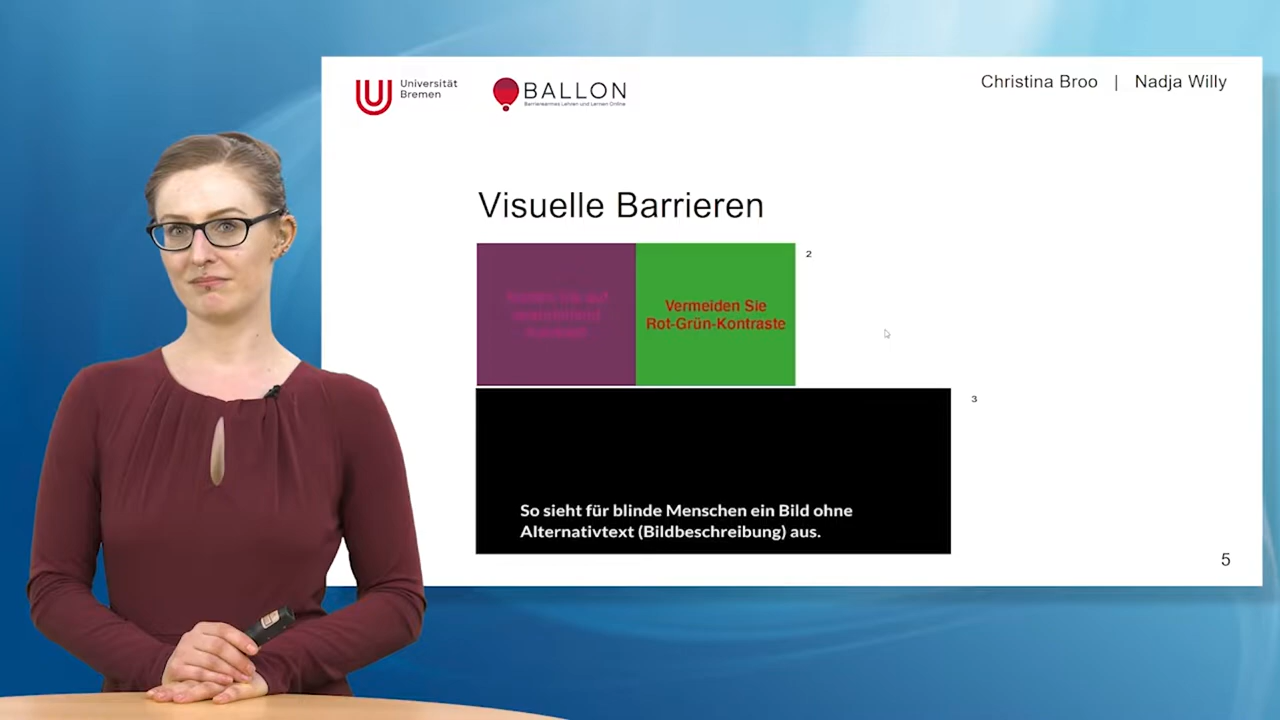 Universität
Bremen
BALLON
Barrierearmes Lehren und Lernen Online
Christina Broo | Nadja Willy
Visuelle Barrieren
2
Vermeiden Sie
Rot-Grün-Kontraste
3
So sieht für blinde Menschen ein Bild ohne
Alternativtext (Bildbeschreibung) aus.
5